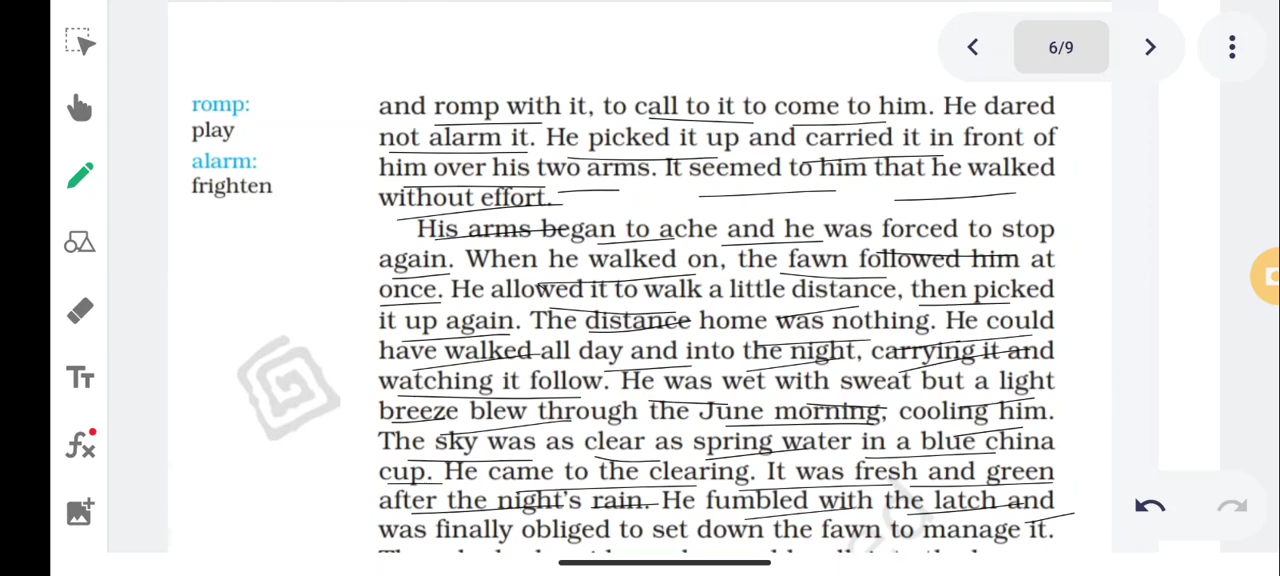 6/9
romp:
play
alarm:
frighten
and romp with it, to call to it to come to him. He dared
not alarm it. He picked it up and carried it in front of
him over his two arms. It seemed to him that he walked
without effort.
His arms began to ache and he was forced to stop
again. When he walked on, the fawn followed him at
once. He allowed it to walk a little distance, then picked
it up again. The distance home was nothing. He could
have walked all day and into the night, carrying it and
watching it follow. He was wet with sweat but a light
breeze blew through the June morning, cooling him.
The sky was as clear as spring water in a blue china
cup. He came to the clearing. It was fresh and green
after the night's rain. He fumbled with the latch and
was finally obliged to set down the fawn to manage it.
Tт
fx